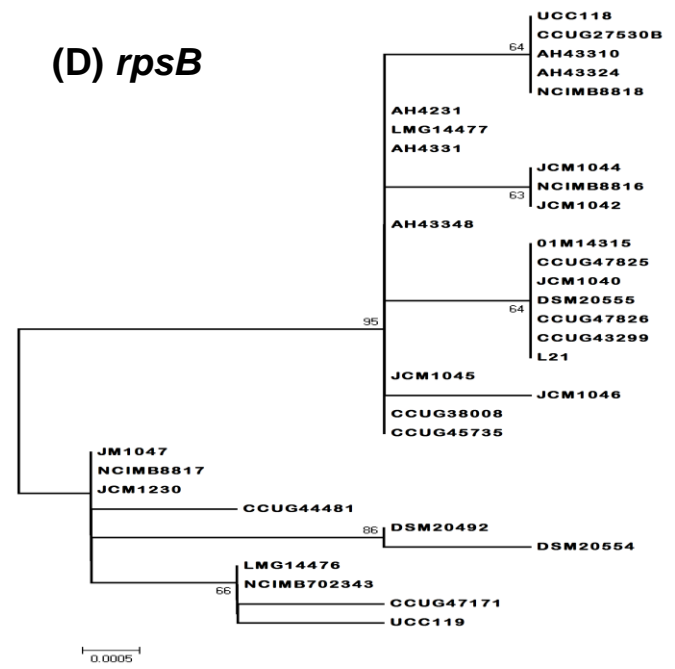 (D) rpsB
UCC118
CCUG27530B
64
AH43310
AH43324
NCIMB8818
AH4231
LMG14477
AH4331
JCM1044
NCIMB8816
63
JCM1042
AH43348
01M14315
CCUG47825
JCM1040
DSM20555
64
CCUG47826
CCUG43299
L21
95
JCM1045
JCM1046
CCUG38008
CCUG45735
JM1047
NCIMB8817
JCM1230
CCUG44481
86
DSM20492
DSM20554
LMG14476
NCIMB702343
66
CCUG47171
UCC119
0.0005